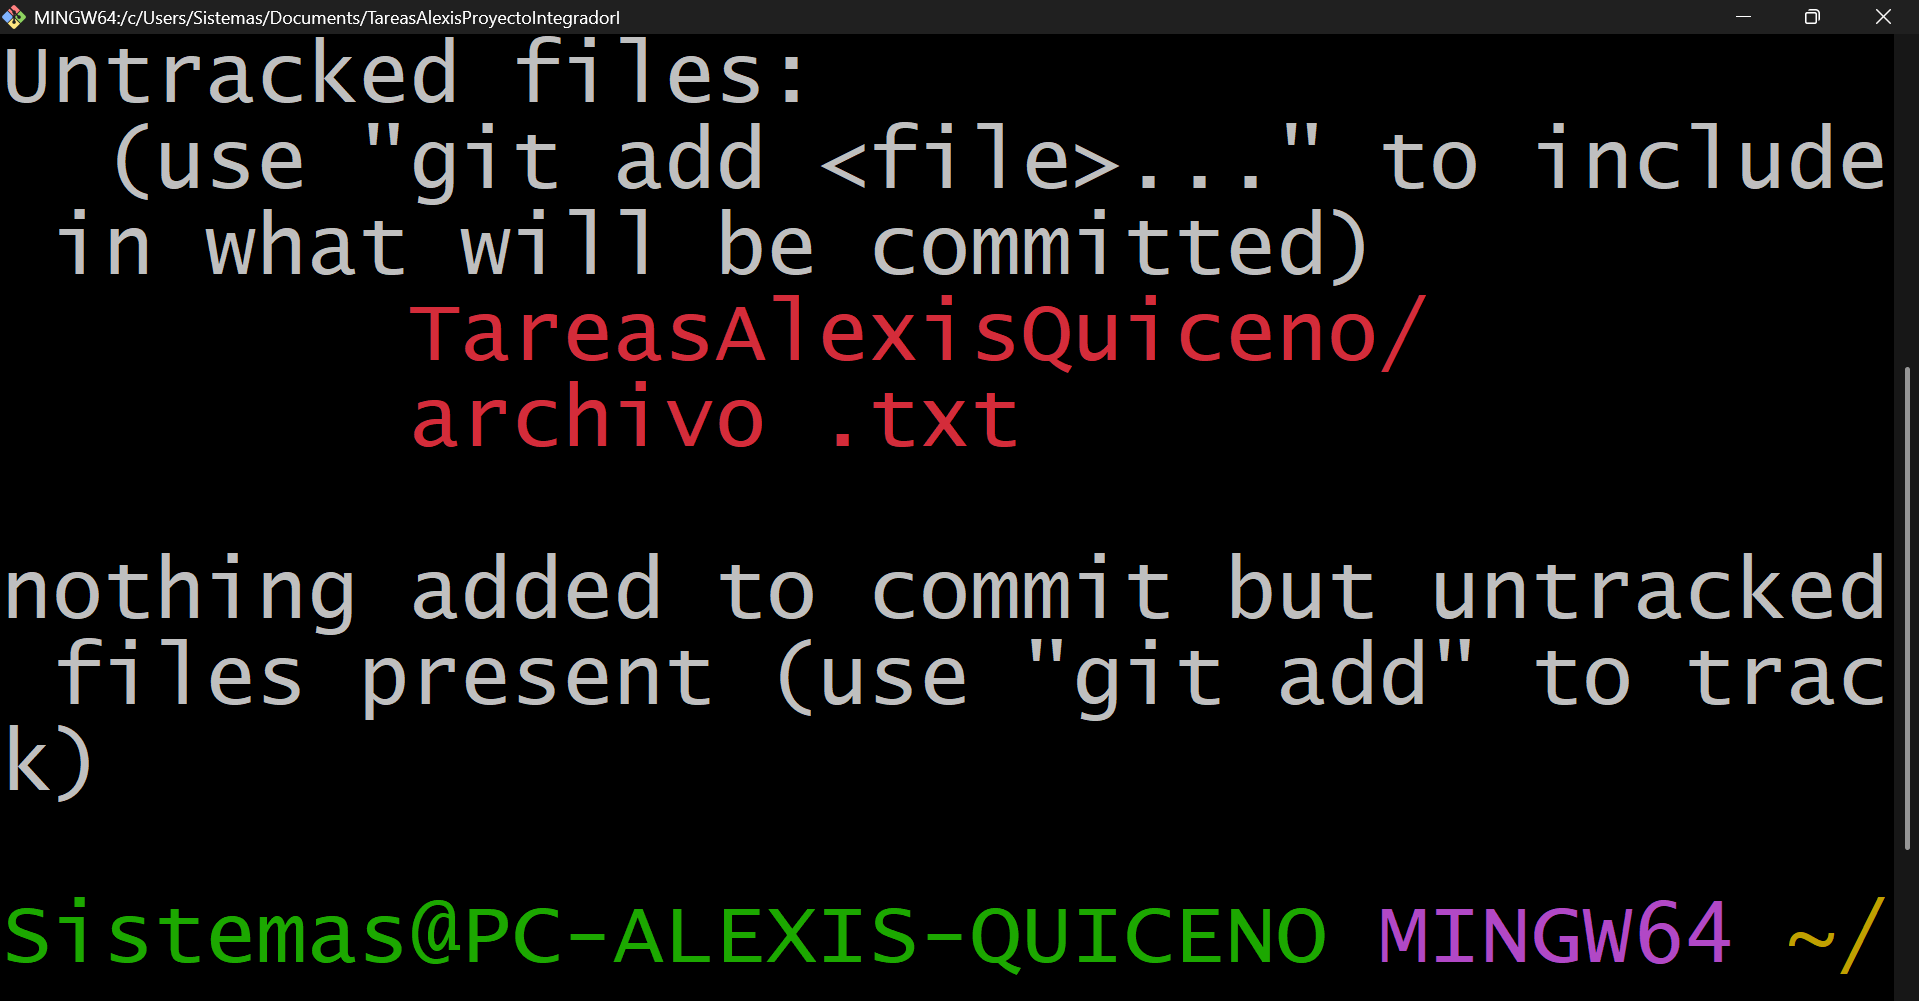 MINGW64:/c/Users/Sistemas/Documents/TareasAlexisProyectoIntegradorI
Untracked files:
  (use "git add <file>..." to include
 in what will be committed)
        TareasAlexisQuiceno/
        archivo .txt

nothing added to commit but untracked
 files present (use "git add" to trac
k)

Sistemas@PC-ALEXIS-QUICENO MINGW64 ~/